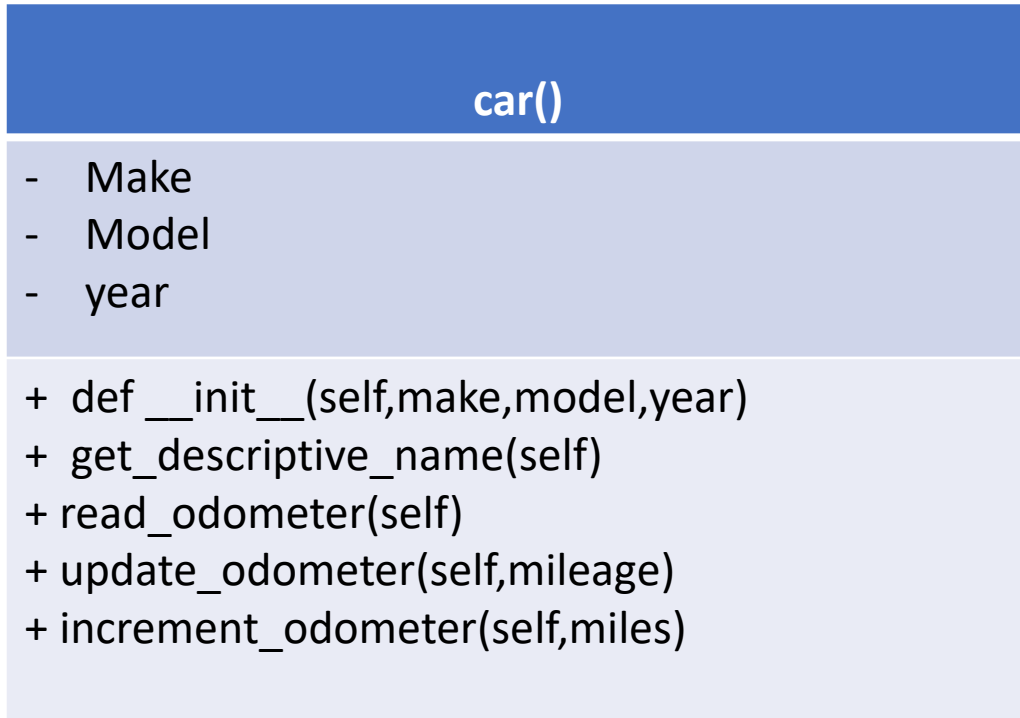 car()
- Make
- Model
- year
+ def __init__(self,make,model,year)
+ get_descriptive_name(self)
+ read_odometer(self)
+ update_odometer(self,mileage)
+ increment_odometer(self,miles)